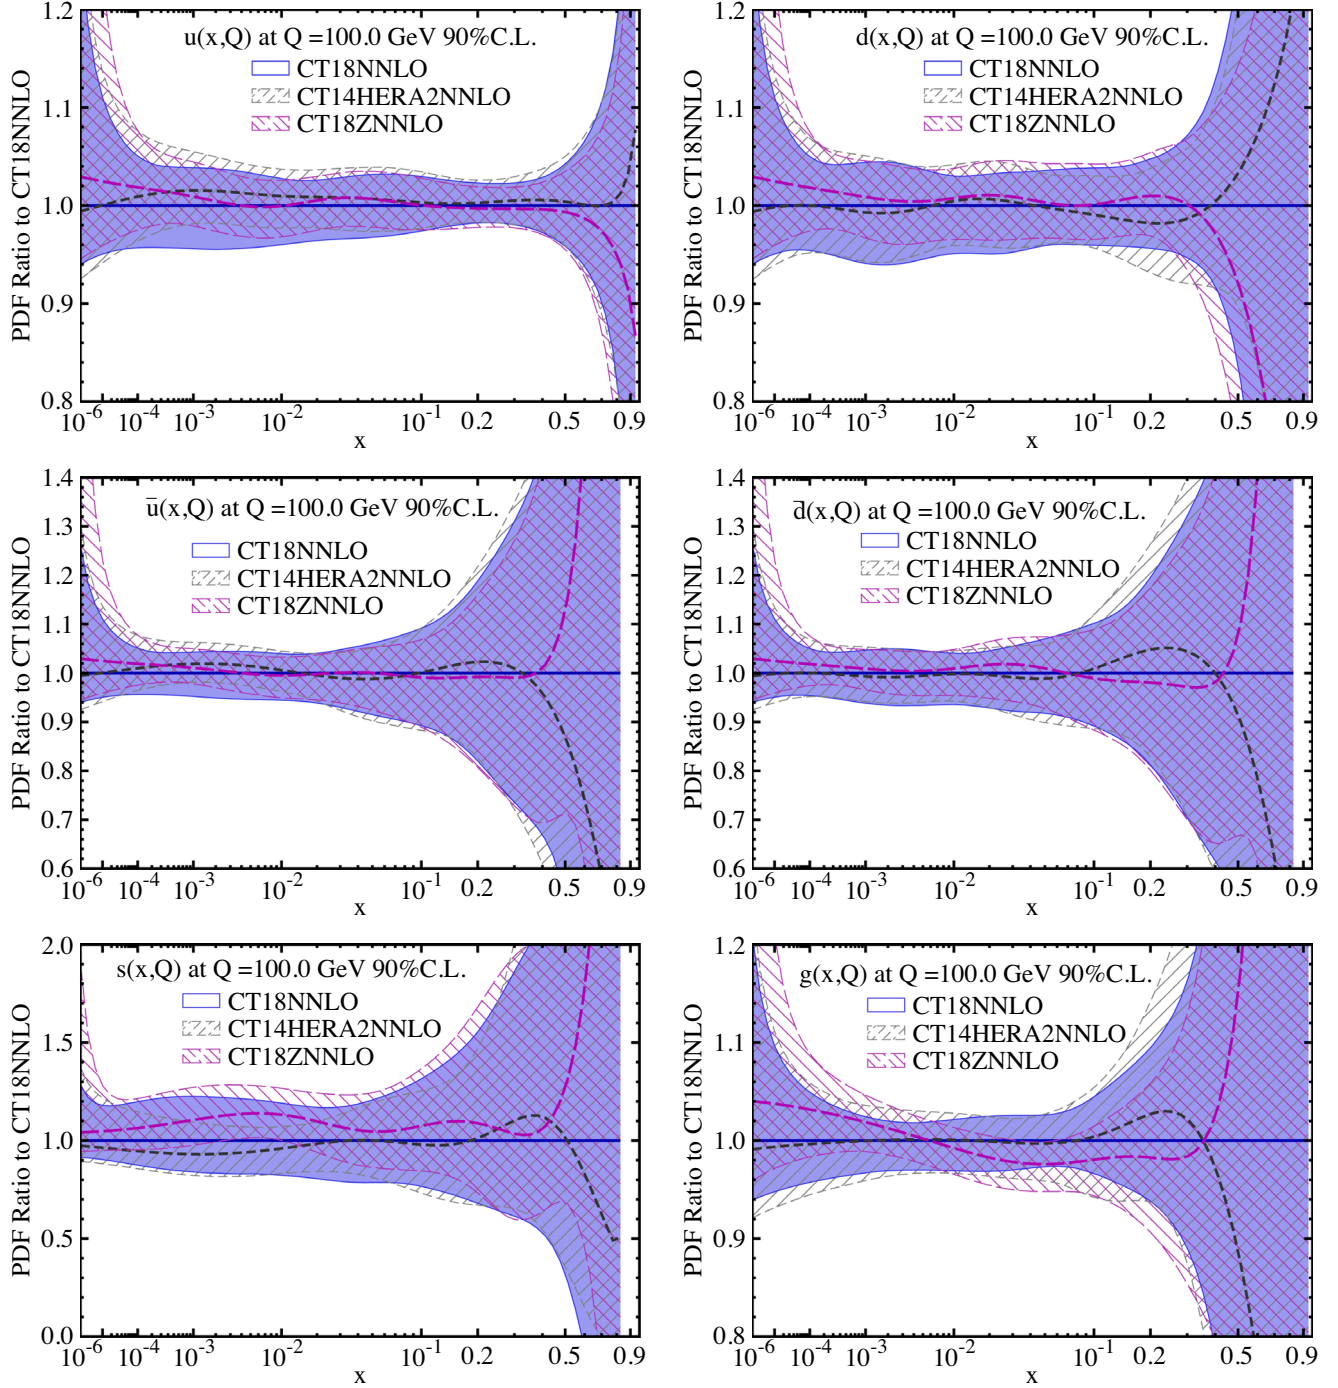 u(x,Q) at Q =100.0 GeV 90%C.L.
CT18NNLO
CT14HERA2NNLO
CT18ZNNLO
PDF Ratio to CT18NNLO
1.2
1.1
1.0
0.9
0.8
10-6 10-4 10-3 10-2 10-1 0.2 0.5 0.9
x
d(x,Q) at Q =100.0 GeV 90%C.L.
CT18NNLO
CT14HERA2NNLO
CT18ZNNLO
PDF Ratio to CT18NNLO
1.2
1.1
1.0
0.9
0.8
10-6 10-4 10-3 10-2 10-1 0.2 0.5 0.9
x
u̅(x,Q) at Q =100.0 GeV 90%C.L.
CT18NNLO
CT14HERA2NNLO
CT18ZNNLO
PDF Ratio to CT18NNLO
1.4
1.3
1.2
1.1
1.0
0.9
0.8
0.7
0.6
10-6 10-4 10-3 10-2 10-1 0.2 0.5 0.9
x
d̅(x,Q) at Q =100.0 GeV 90%C.L.
CT18NNLO
CT14HERA2NNLO
CT18ZNNLO
PDF Ratio to CT18NNLO
1.4
1.3
1.2
1.1
1.0
0.9
0.8
0.7
0.6
10-6 10-4 10-3 10-2 10-1 0.2 0.5 0.9
x
s(x,Q) at Q =100.0 GeV 90%C.L.
CT18NNLO
CT14HERA2NNLO
CT18ZNNLO
PDF Ratio to CT18NNLO
2.0
1.5
1.0
0.5
0.0
10-6 10-4 10-3 10-2 10-1 0.2 0.5 0.9
x
g(x,Q) at Q =100.0 GeV 90%C.L.
CT18NNLO
CT14HERA2NNLO
CT18ZNNLO
PDF Ratio to CT18NNLO
1.2
1.1
1.0
0.9
0.8
10-6 10-4 10-3 10-2 10-1 0.2 0.5 0.9
x